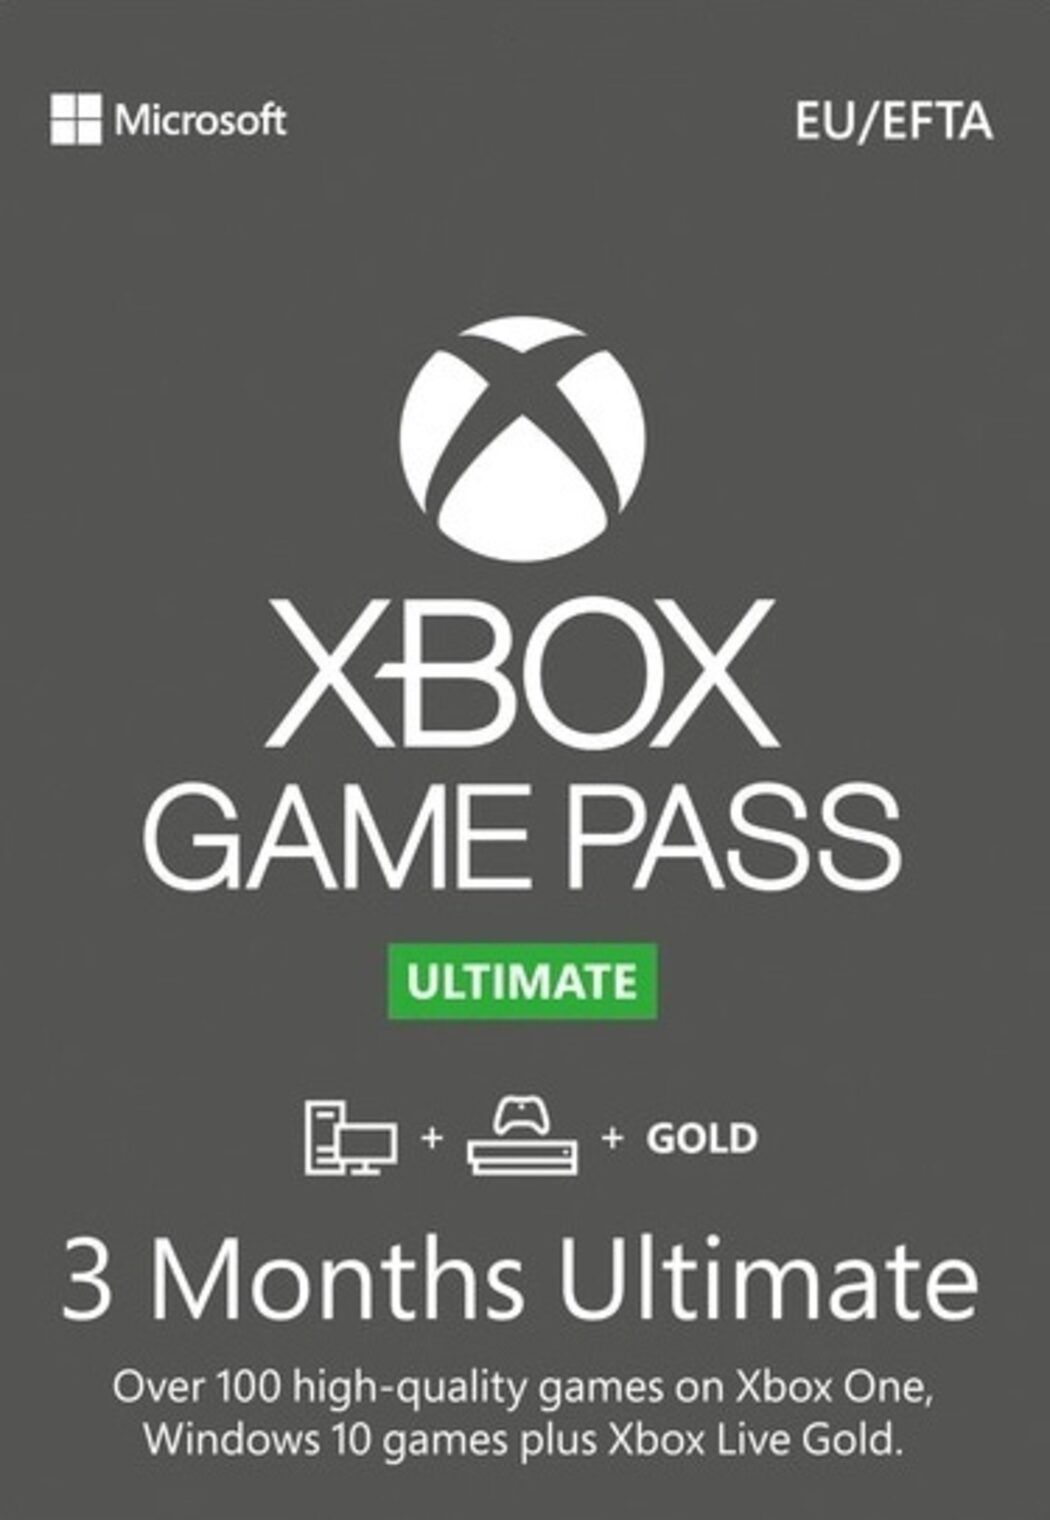 Microsoft
EU/EFTA
XBOX
GAME PASS
ULTIMATE
+ + GOLD
3 Months Ultimate
Over 100 high-quality games on Xbox One,
Windows 10 games plus Xbox Live Gold.